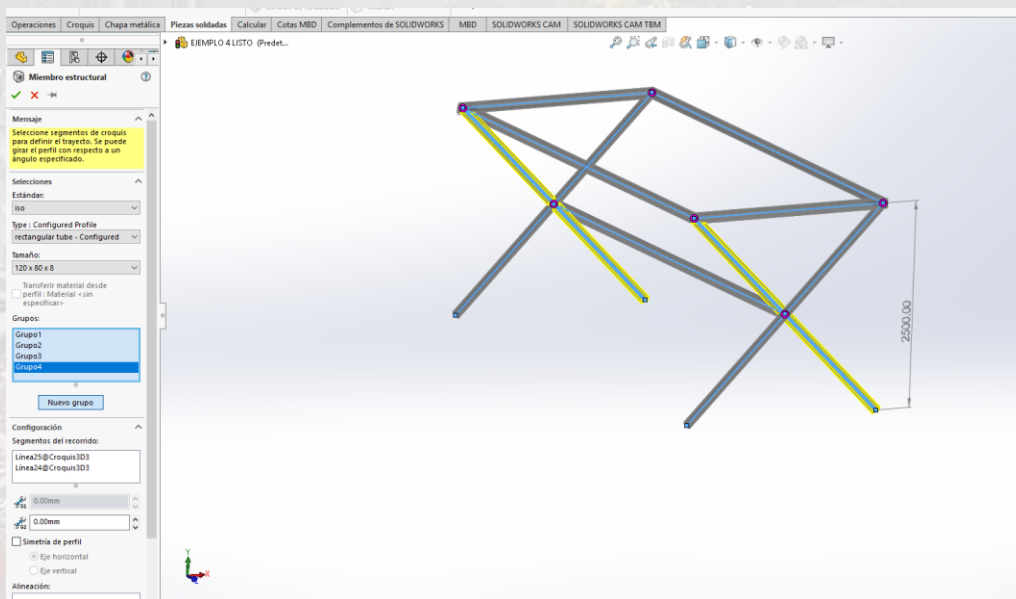 Operaciones Croquis Chapa metálica Piezas soldadas Calcular Cotas MBD Complementos de SOLIDWORKS MBD SOLIDWORKS CAM SOLIDWORKS CAM TBM
EJEMPLO 4 LISTO (Predet...
Miembro estructural
Mensaje
Seleccione segmentos de croquis
para definir el trayecto. Se puede
girar el perfil con respecto a un
ángulo especificado.
Selecciones
Estándar:
iso
Type : Configured Profile
rectangular tube - Configured
Tamaño:
120 x 80 x 8
Transferir material desde
perfil : Material <sin
especificar>
Grupos:
Grupo1
Grupo2
Grupo3
Grupo4
Nuevo grupo
Configuración
Segmentos del recorrido:
Línea25@Croquis3D3
Línea24@Croquis3D3
G1 0.00mm
G2 0.00mm
Simetría de perfil
Eje horizontal
Eje vertical
Alineación:
2500.00
Y
X